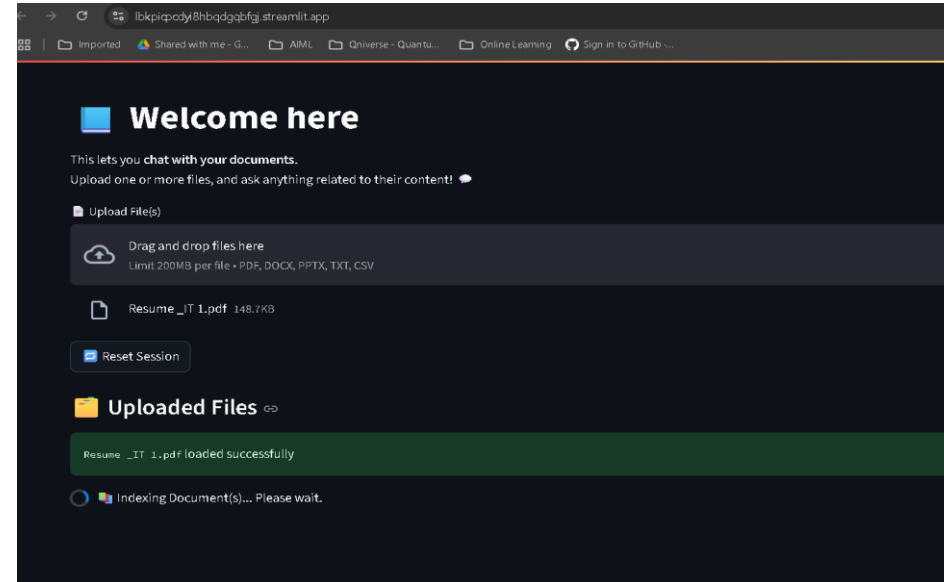 lbkpiqpcdyi8hbqdgqbfgj.streamlit.app
Imported Shared with me - G... AIML Qniverse - Quantu... Online Learning Sign in to GitHub ·...
Welcome here
This lets you chat with your documents.
Upload one or more files, and ask anything related to their content!
Upload File(s)
Drag and drop files here
Limit 200MB per file • PDF, DOCX, PPTX, TXT, CSV
Resume _IT 1.pdf 148.7KB
Reset Session
Uploaded Files
Resume _IT 1.pdf loaded successfully
Indexing Document(s)... Please wait.